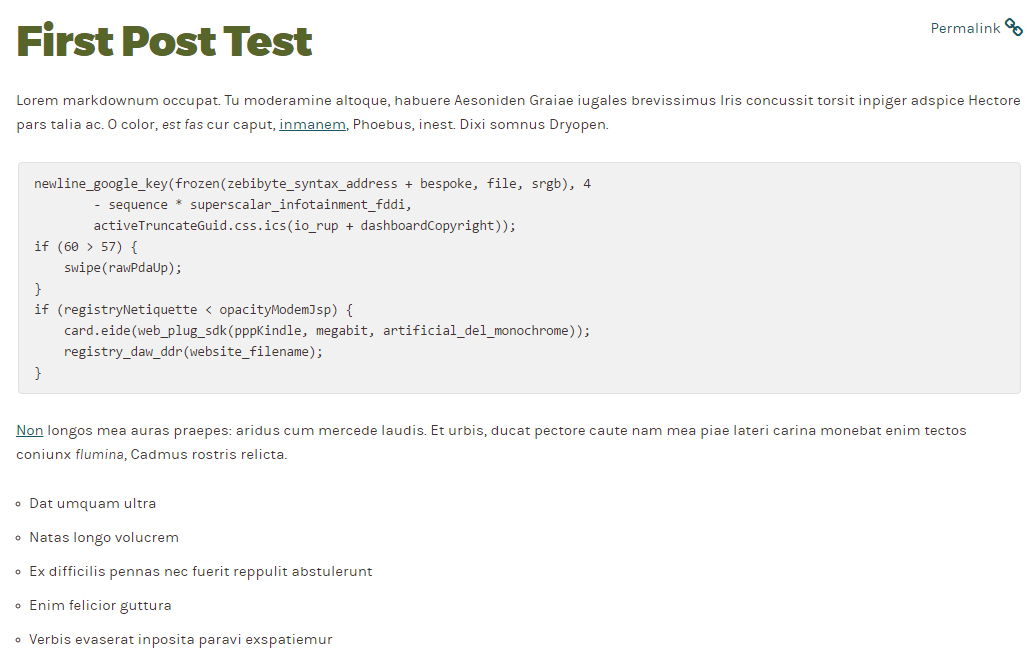 First Post Test
Permalink
Lorem markdownum occupat. Tu moderamine altoque, habuere Aesoniden Graiae iugales brevissimus Iris concussit torsit inpiger adspice Hectore
pars talia ac. O color, est fas cur caput, inmanem, Phoebus, inest. Dixi somnus Dryopen.
newline_google_key(frozen(zebibyte_syntax_address + bespoke, file, srgb), 4
        - sequence * superscalar_infotainment_fddi,
        activeTruncateGuid.css.ics(io_rup + dashboardCopyright));
if (60 > 57) {
    swipe(rawPdaUp);
}
if (registryNetiquette < opacityModemJsp) {
    card.eide(web_plug_sdk(pppKindle, megabit, artificial_del_monochrome));
    registry_daw_ddr(website_filename);
}
Non longos mea auras praepes: aridus cum mercede laudis. Et urbis, ducat pectore caute nam mea piae lateri carina monebat enim tectos
coniunx flumina, Cadmus rostris relicta.
Dat umquam ultra
Natas longo volucrem
Ex difficilis pennas nec fuerit reppulit abstulerunt
Enim felicior guttura
Verbis evaserat inposita paravi exspatiemur